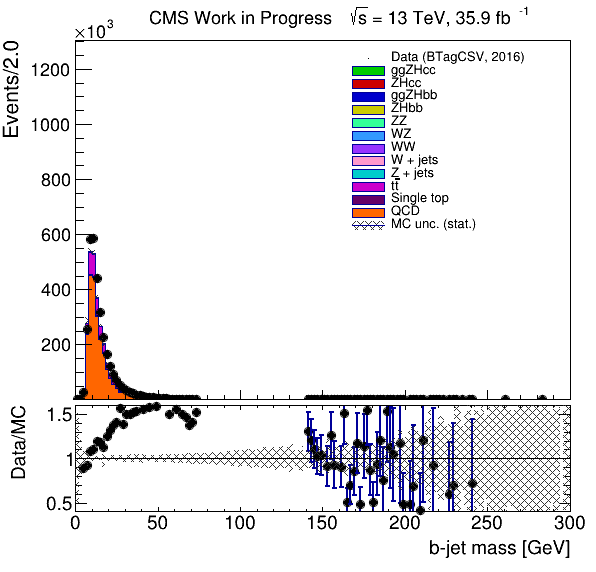 CMS Work in Progress √s = 13 TeV, 35.9 fb⁻¹
×10³
Events/2.0
1200
1000
800
600
400
200
Data (BTagCSV, 2016)
ggZHcc
ZHcc
ggZHbb
ZHbb
ZZ
WZ
WW
W + jets
Z + jets
tt̅
Single top
QCD
MC unc. (stat.)
Data/MC
1.5
1
0.5
0 50 100 150 200 250 300
b-jet mass [GeV]